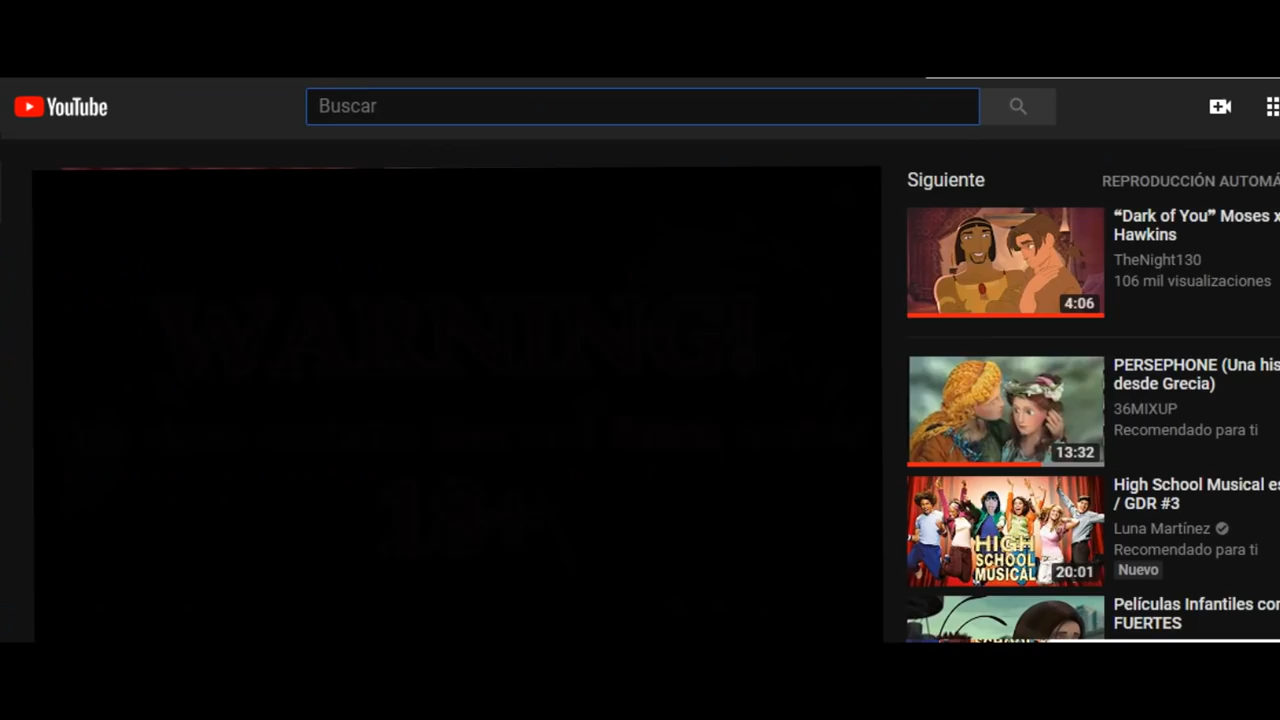 YouTube
Buscar
WARNING!
Siguiente
REPRODUCCIÓN AUTOMÁ
“Dark of You” Moses x
Hawkins
TheNight130
106 mil visualizaciones
4:06
PERSEPHONE (Una his
desde Grecia)
36MIXUP
Recomendado para ti
13:32
High School Musical es
/ GDR #3
Luna Martínez
Recomendado para ti
Nuevo
HIGH
SCHOOL
MUSICAL
20:01
Películas Infantiles con
FUERTES